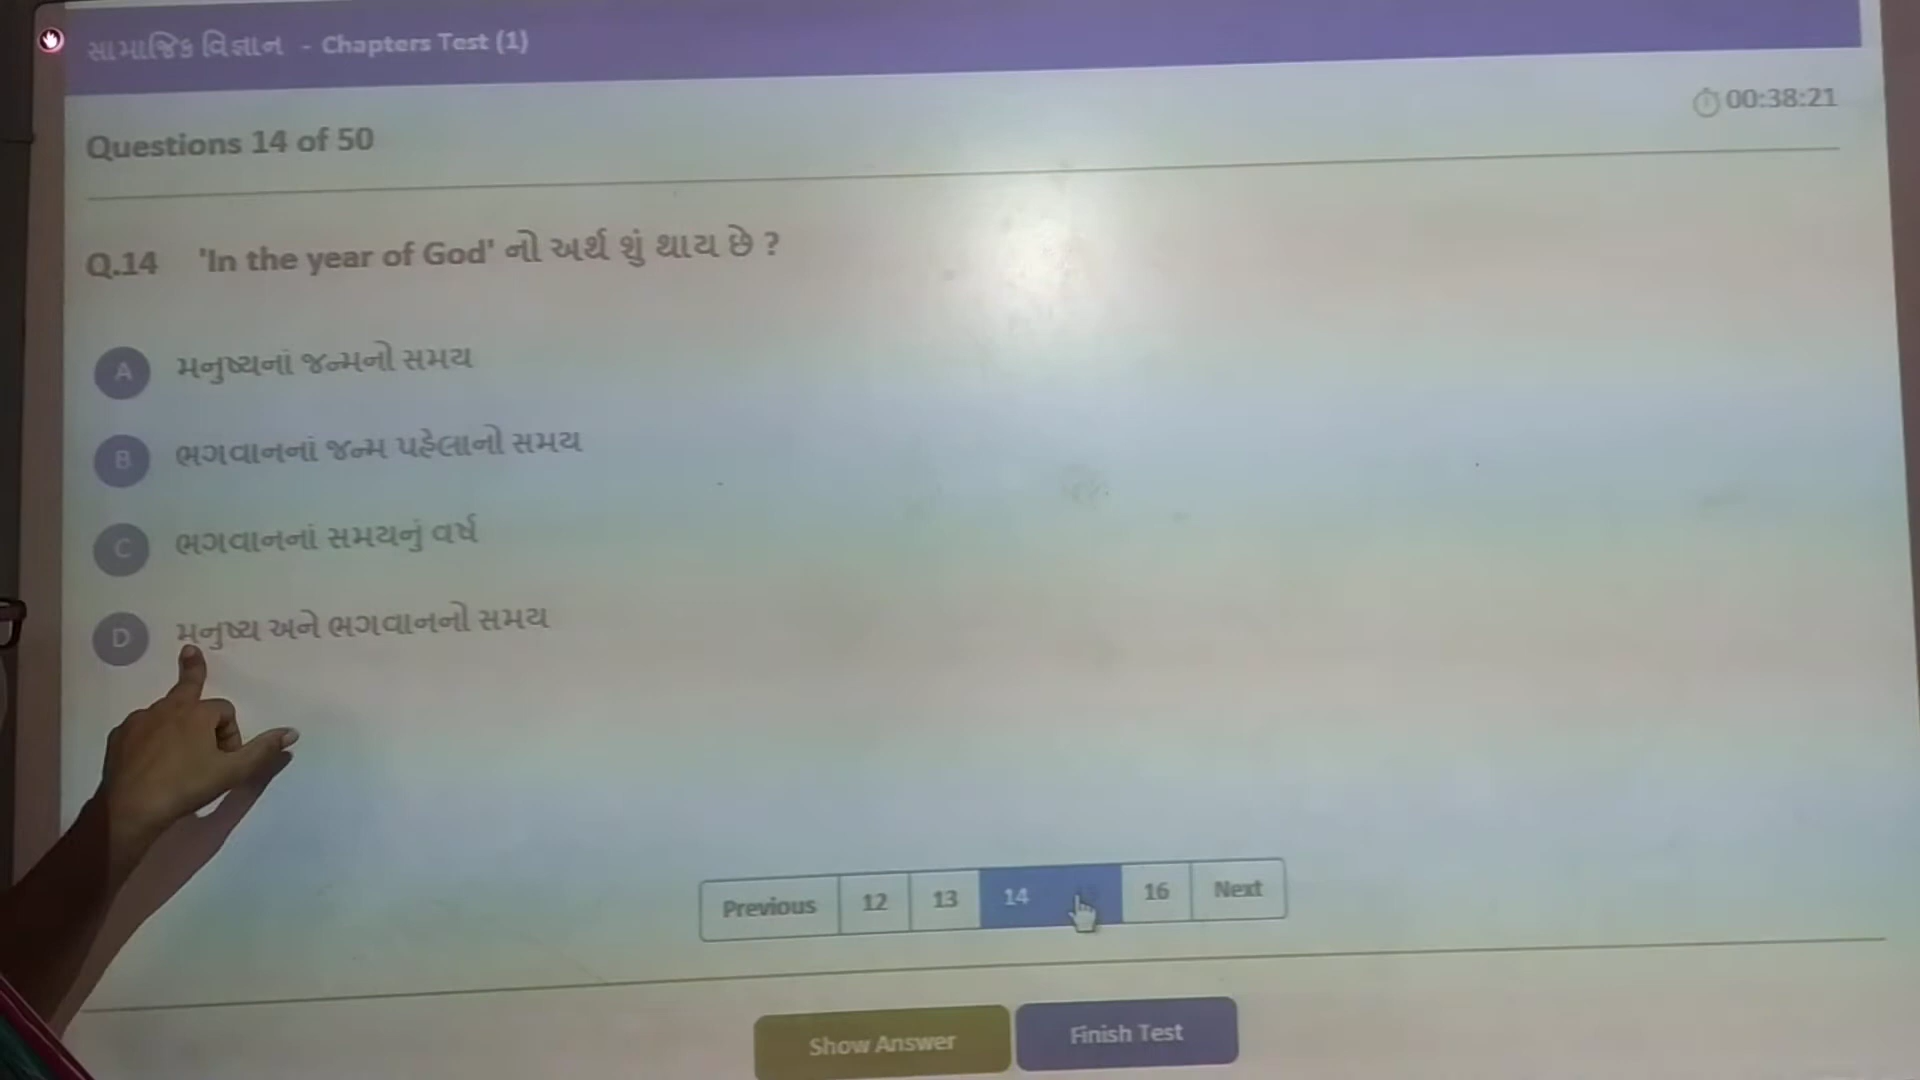 સામાજિક વિજ્ઞાન - Chapters Test (1)
00:38:21
Questions 14 of 50
Q.14 'In the year of God' નો અર્થ શું થાય છે ?
A મનુષ્યનાં જન્મનો સમય
B ભગવાનનાં જન્મ પહેલાનો સમય
C ભગવાનનાં સમયનું વર્ષ
D મનુષ્ય અને ભગવાનનો સમય
Previous 12 13 14 16 Next
Show Answer Finish Test